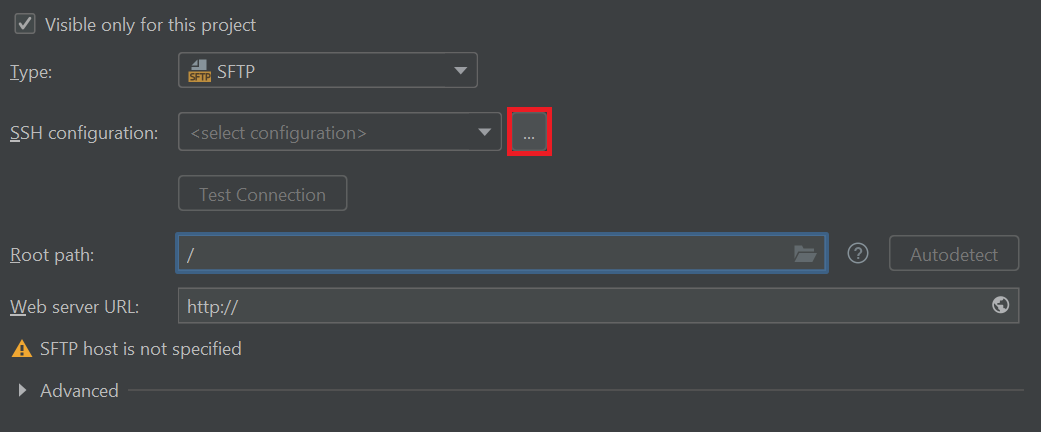 Visible only for this project
Type: SFTP SFTP
SSH configuration: <select configuration> ...
Test Connection
Root path: / ? Autodetect
Web server URL: http://
SFTP host is not specified
Advanced